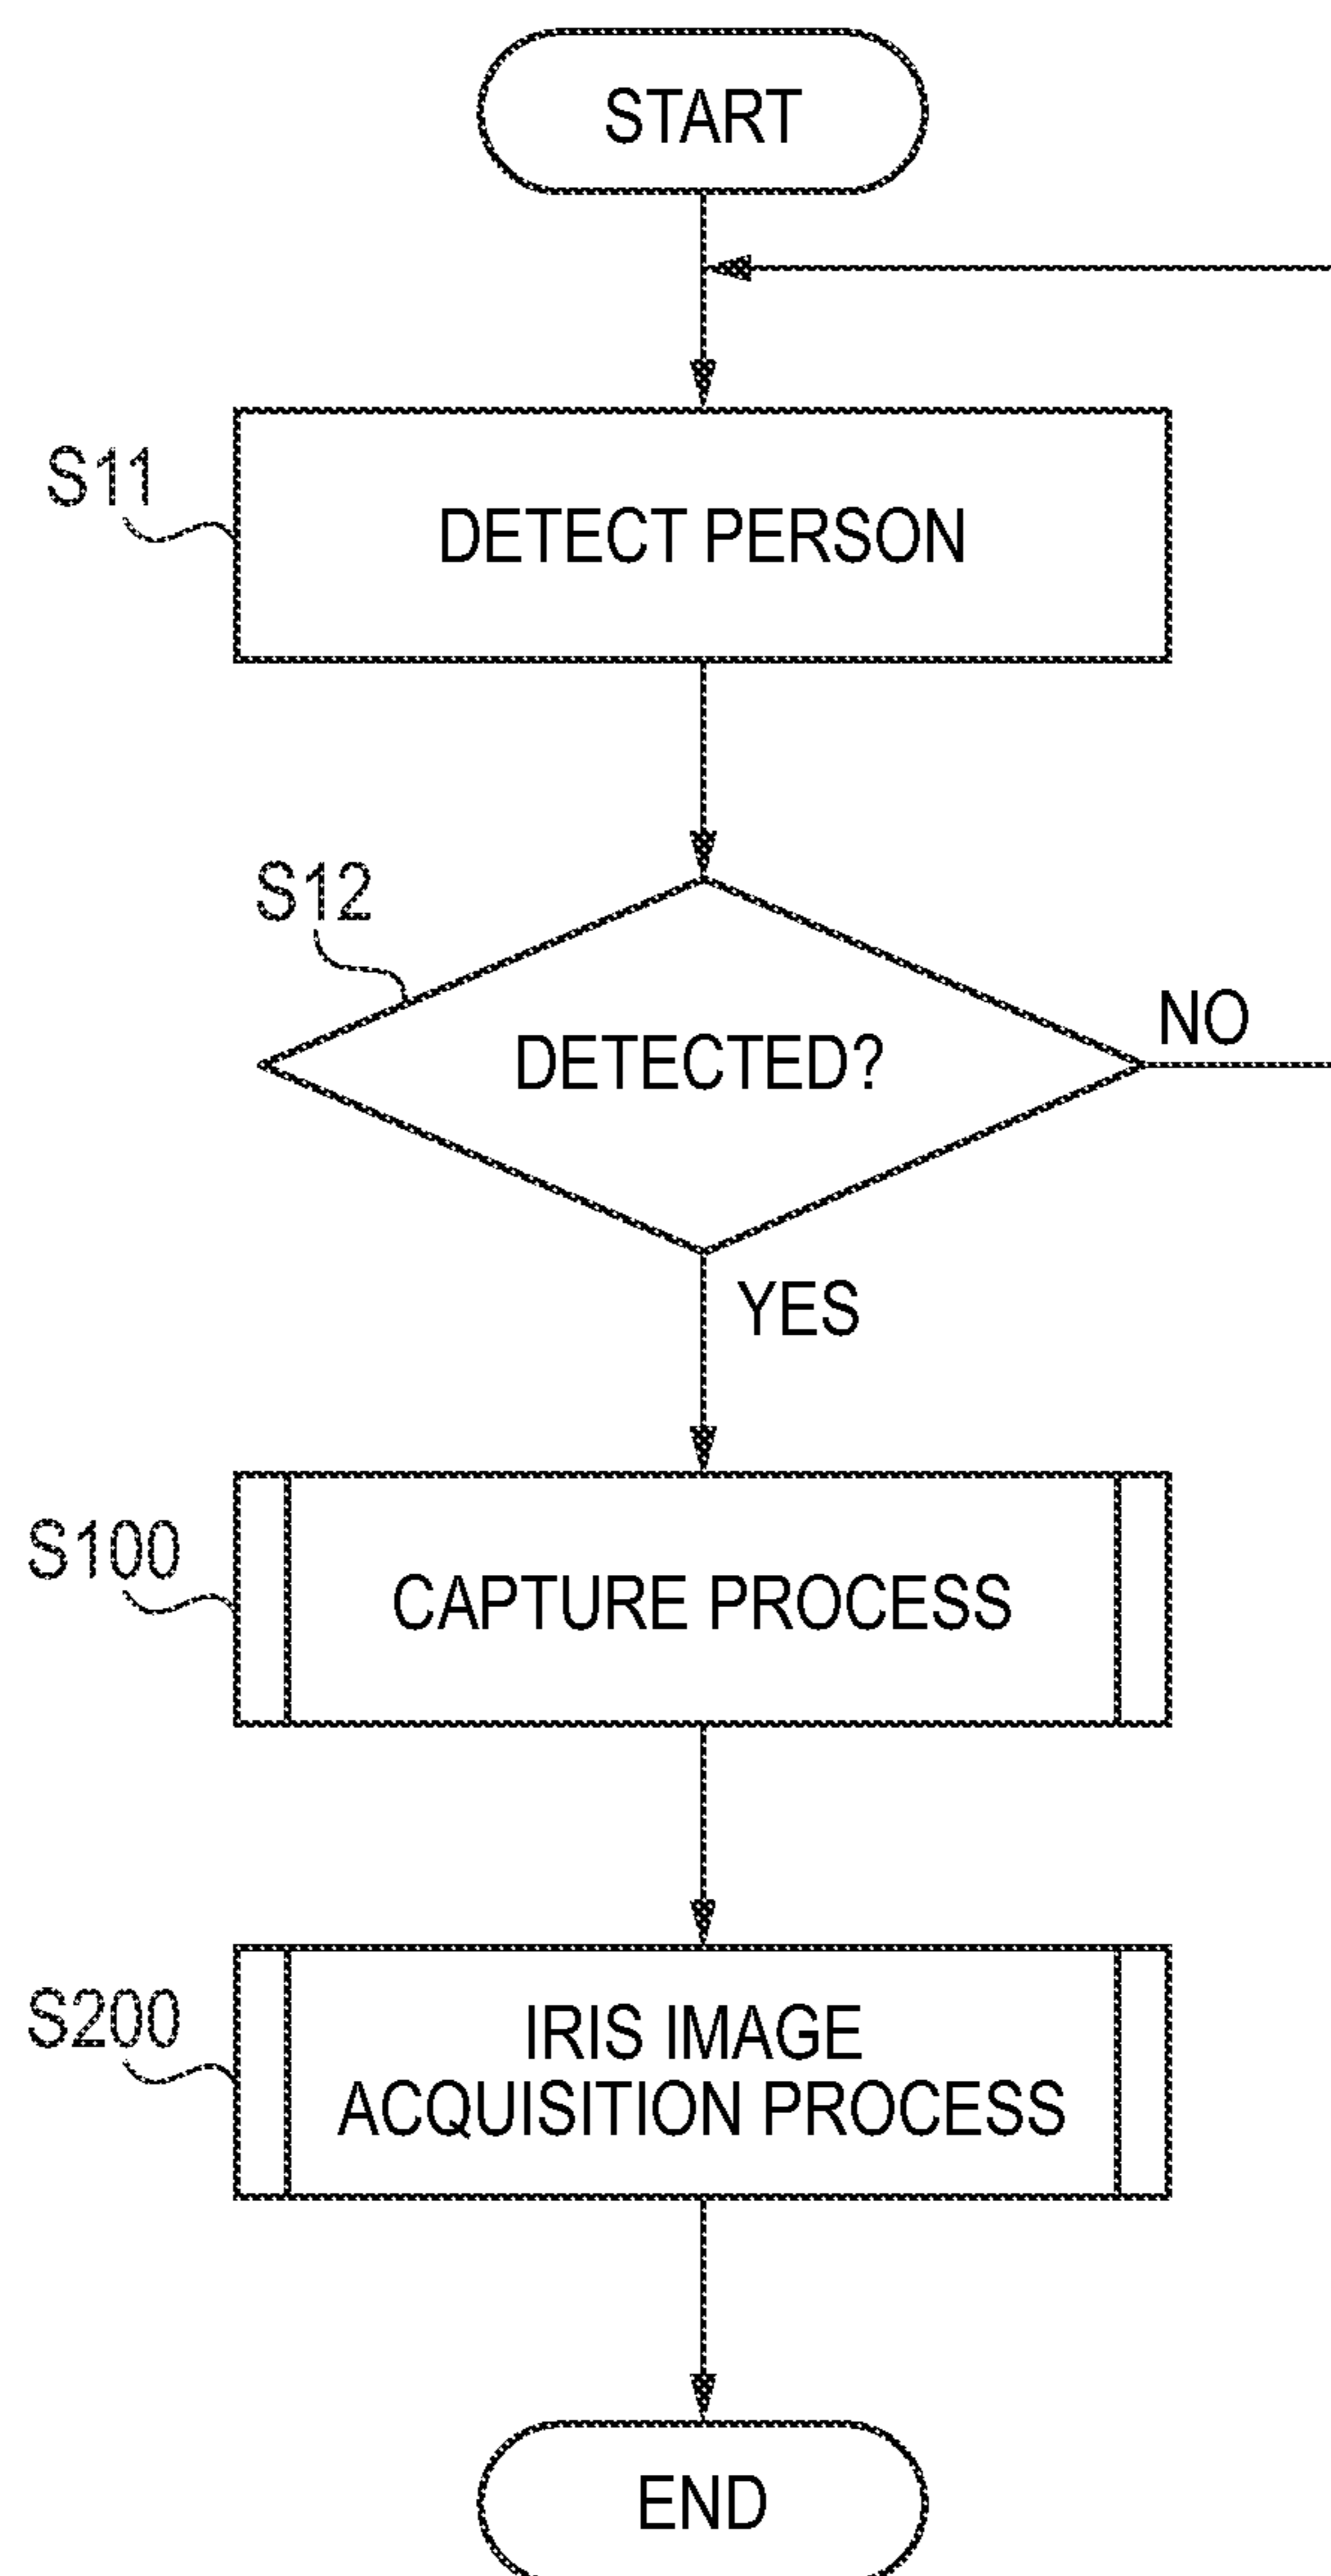 START
S11
DETECT PERSON
S12
DETECTED?
NO
YES
S100
CAPTURE PROCESS
S200
IRIS IMAGE
ACQUISITION PROCESS
END